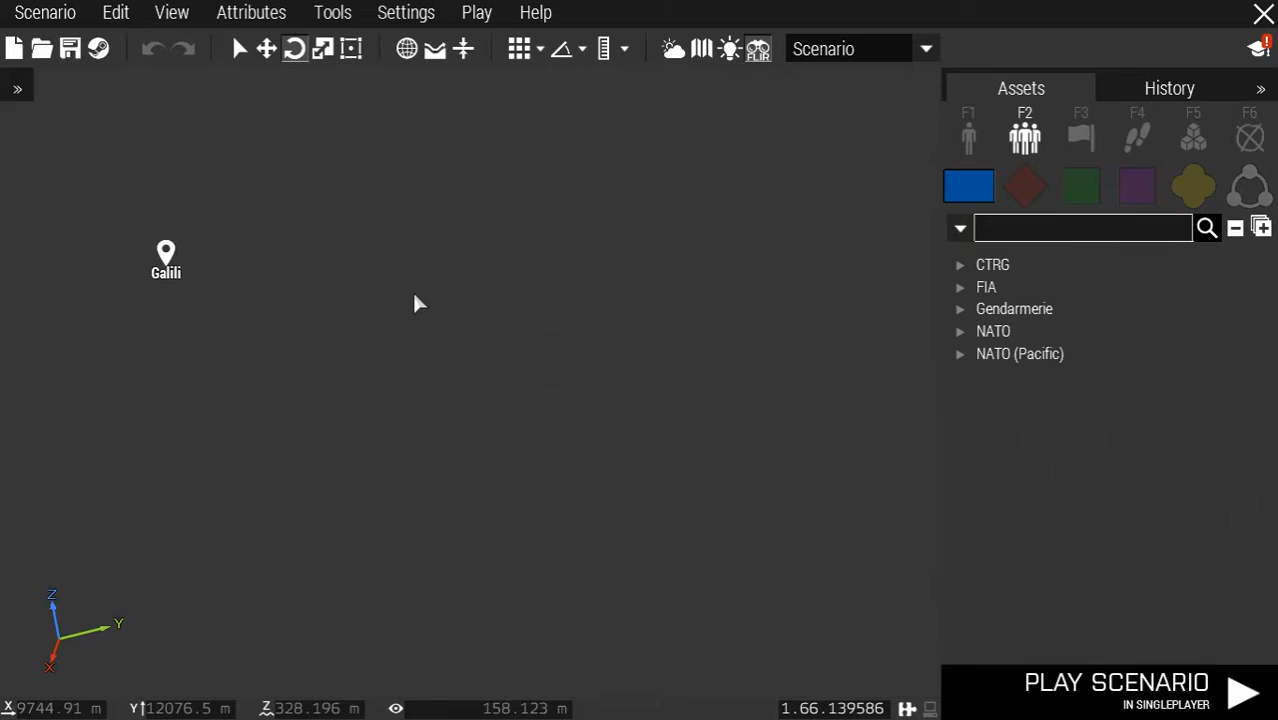 Scenario Edit View Attributes Tools Settings Play Help
FLIR Scenario !
Assets History
F1 F2 F3 F4 F5 F6
Galili
CTRG
FIA
Gendarmerie
NATO
NATO (Pacific)
Z
Y
X
PLAY SCENARIO
IN SINGLEPLAYER
X 9744.91 m Y 12076.5 m Z 328.196 m 158.123 m 1.66.139586